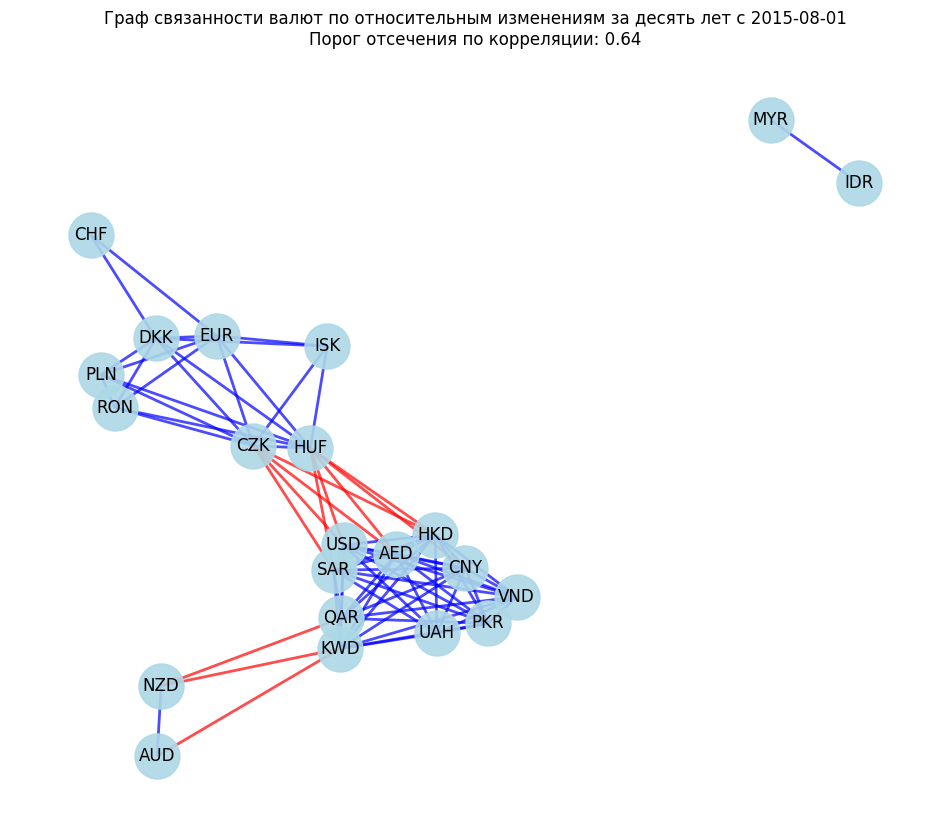 Граф связанности валют по относительным изменениям за десять лет с 2015-08-01
Порог отсечения по корреляции: 0.64
MYR
IDR
CHF
DKK
EUR
ISK
PLN
RON
CZK
HUF
HKD
USD
AED
SAR
CNY
VND
QAR
PKR
UAH
KWD
NZD
AUD